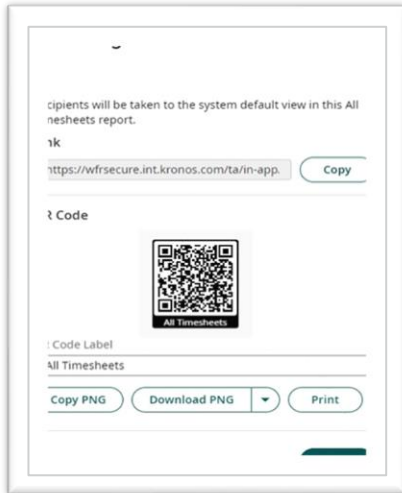 cipients will be taken to the system default view in this All
nesheets report.
nk
https://wfrsecure.int.kronos.com/ta/in-app.
Copy
R Code
All Timesheets
Code Label
All Timesheets
Copy PNG
Download PNG
Print